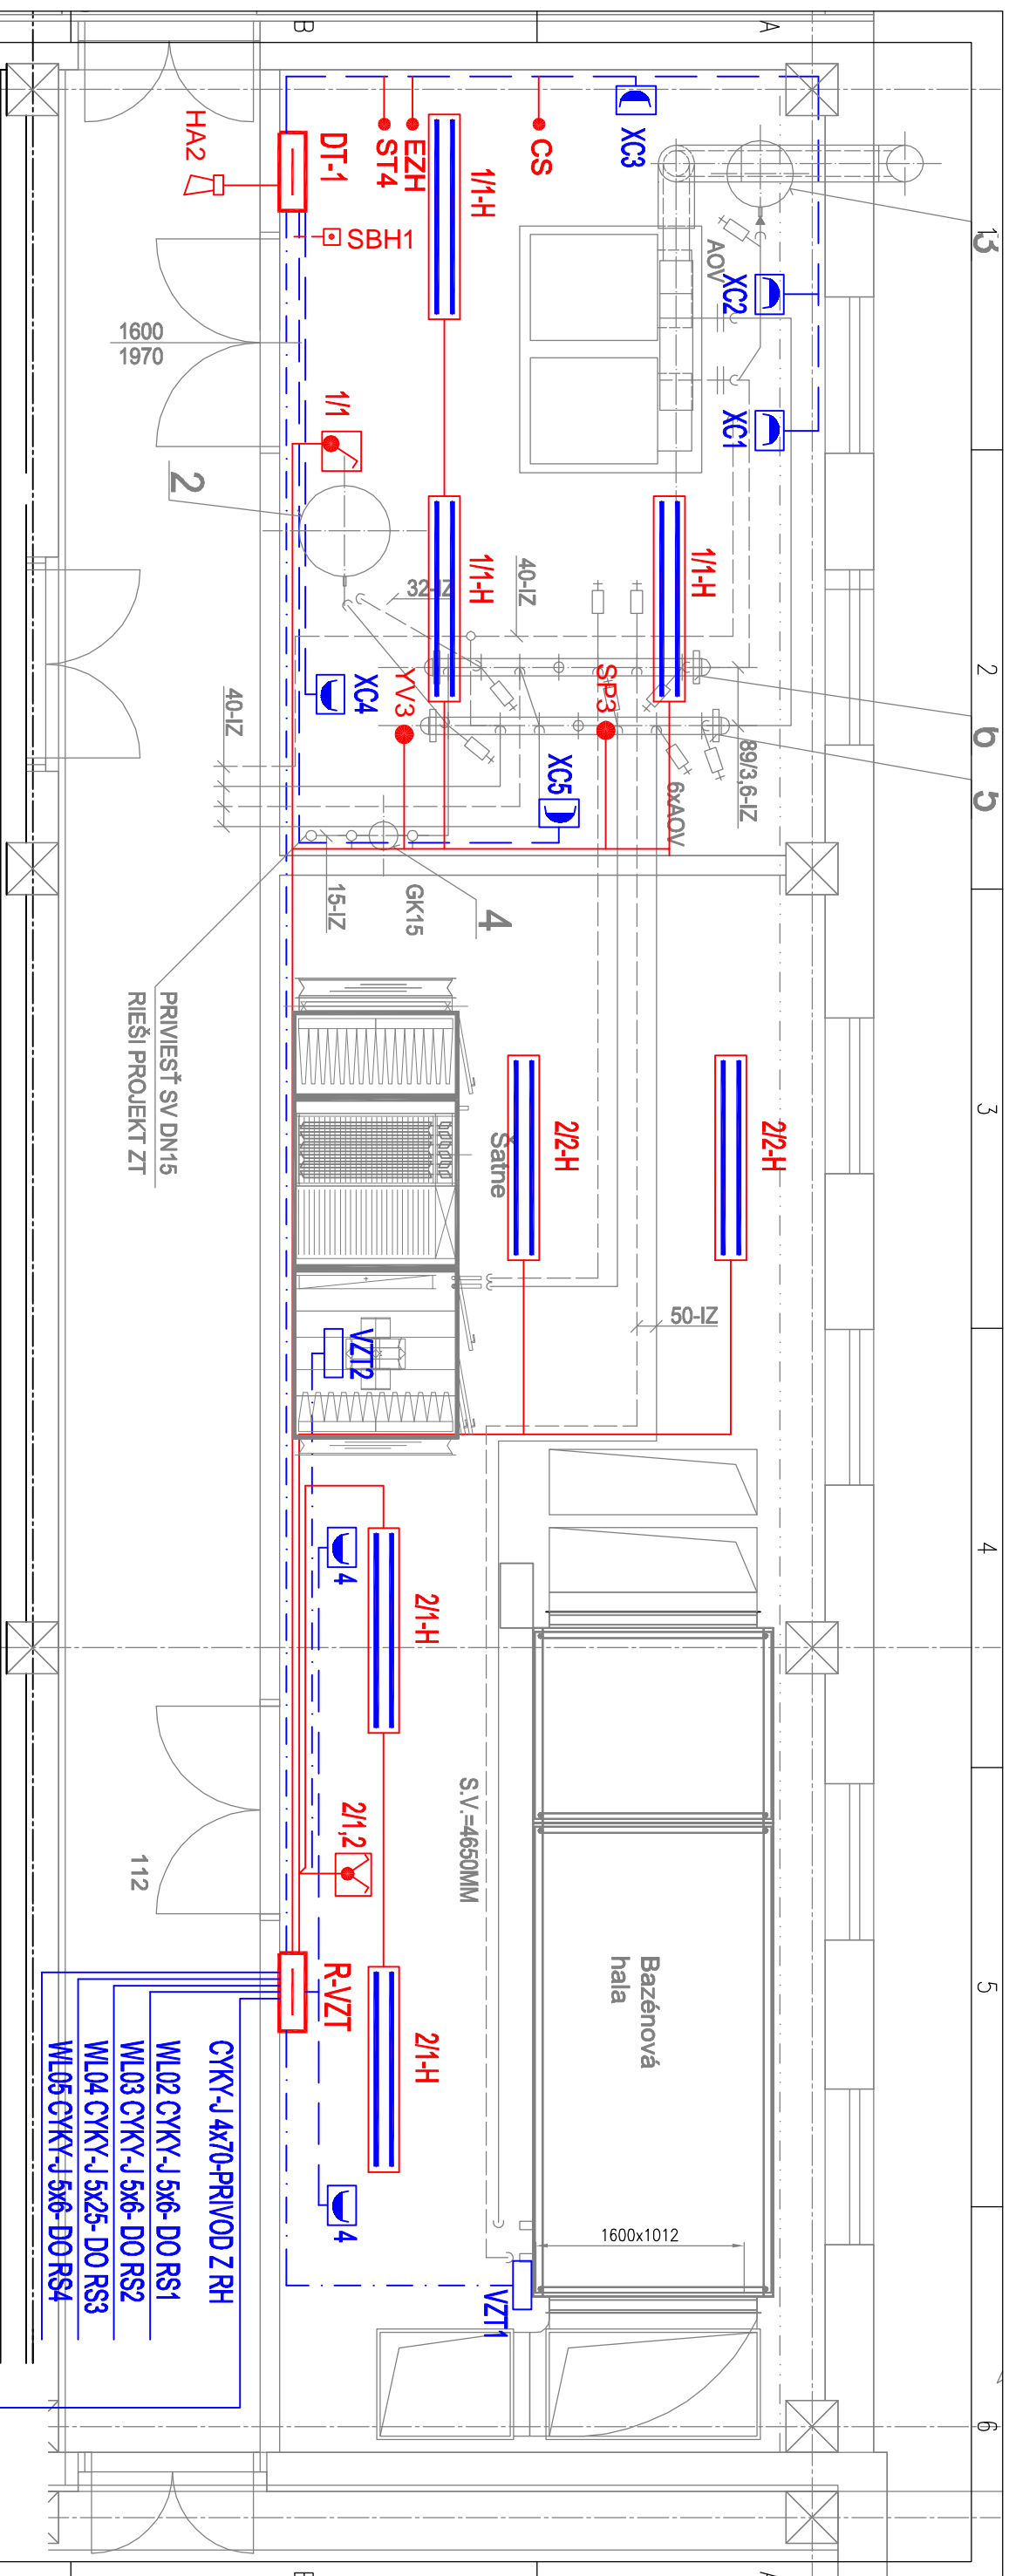 A
B
13
2
6
5
3
4
5
6
XC3
CS
EZH
ST4
DT-1
HA2
SBH1
1/1-H
AOV
XC2
XC1
1600
1970
1/1
2
1/1-H
1/1-H
40-IZ
32-IZ
YV3
SP3
XC4
XC5
89/3,6-IZ
6xAOV
40-IZ
15-IZ
GK15
4
PRIVIESŤ SV DN15
RIEŠI PROJEKT ZT
2/2-H
2/2-H
Šatne
50-IZ
VZT2
4
2/1-H
S.V.=4650MM
2/1,2
112
R-VZT
2/1-H
Bazénová
hala
4
1600x1012
VZT1
CYKY-J 4x70-PRIVOD Z RH
WL02 CYKY-J 5x6- DO RS1
WL03 CYKY-J 5x6- DO RS2
WL04 CYKY-J 5x25- DO RS3
WL05 CYKY-J 5x6- DO RS4